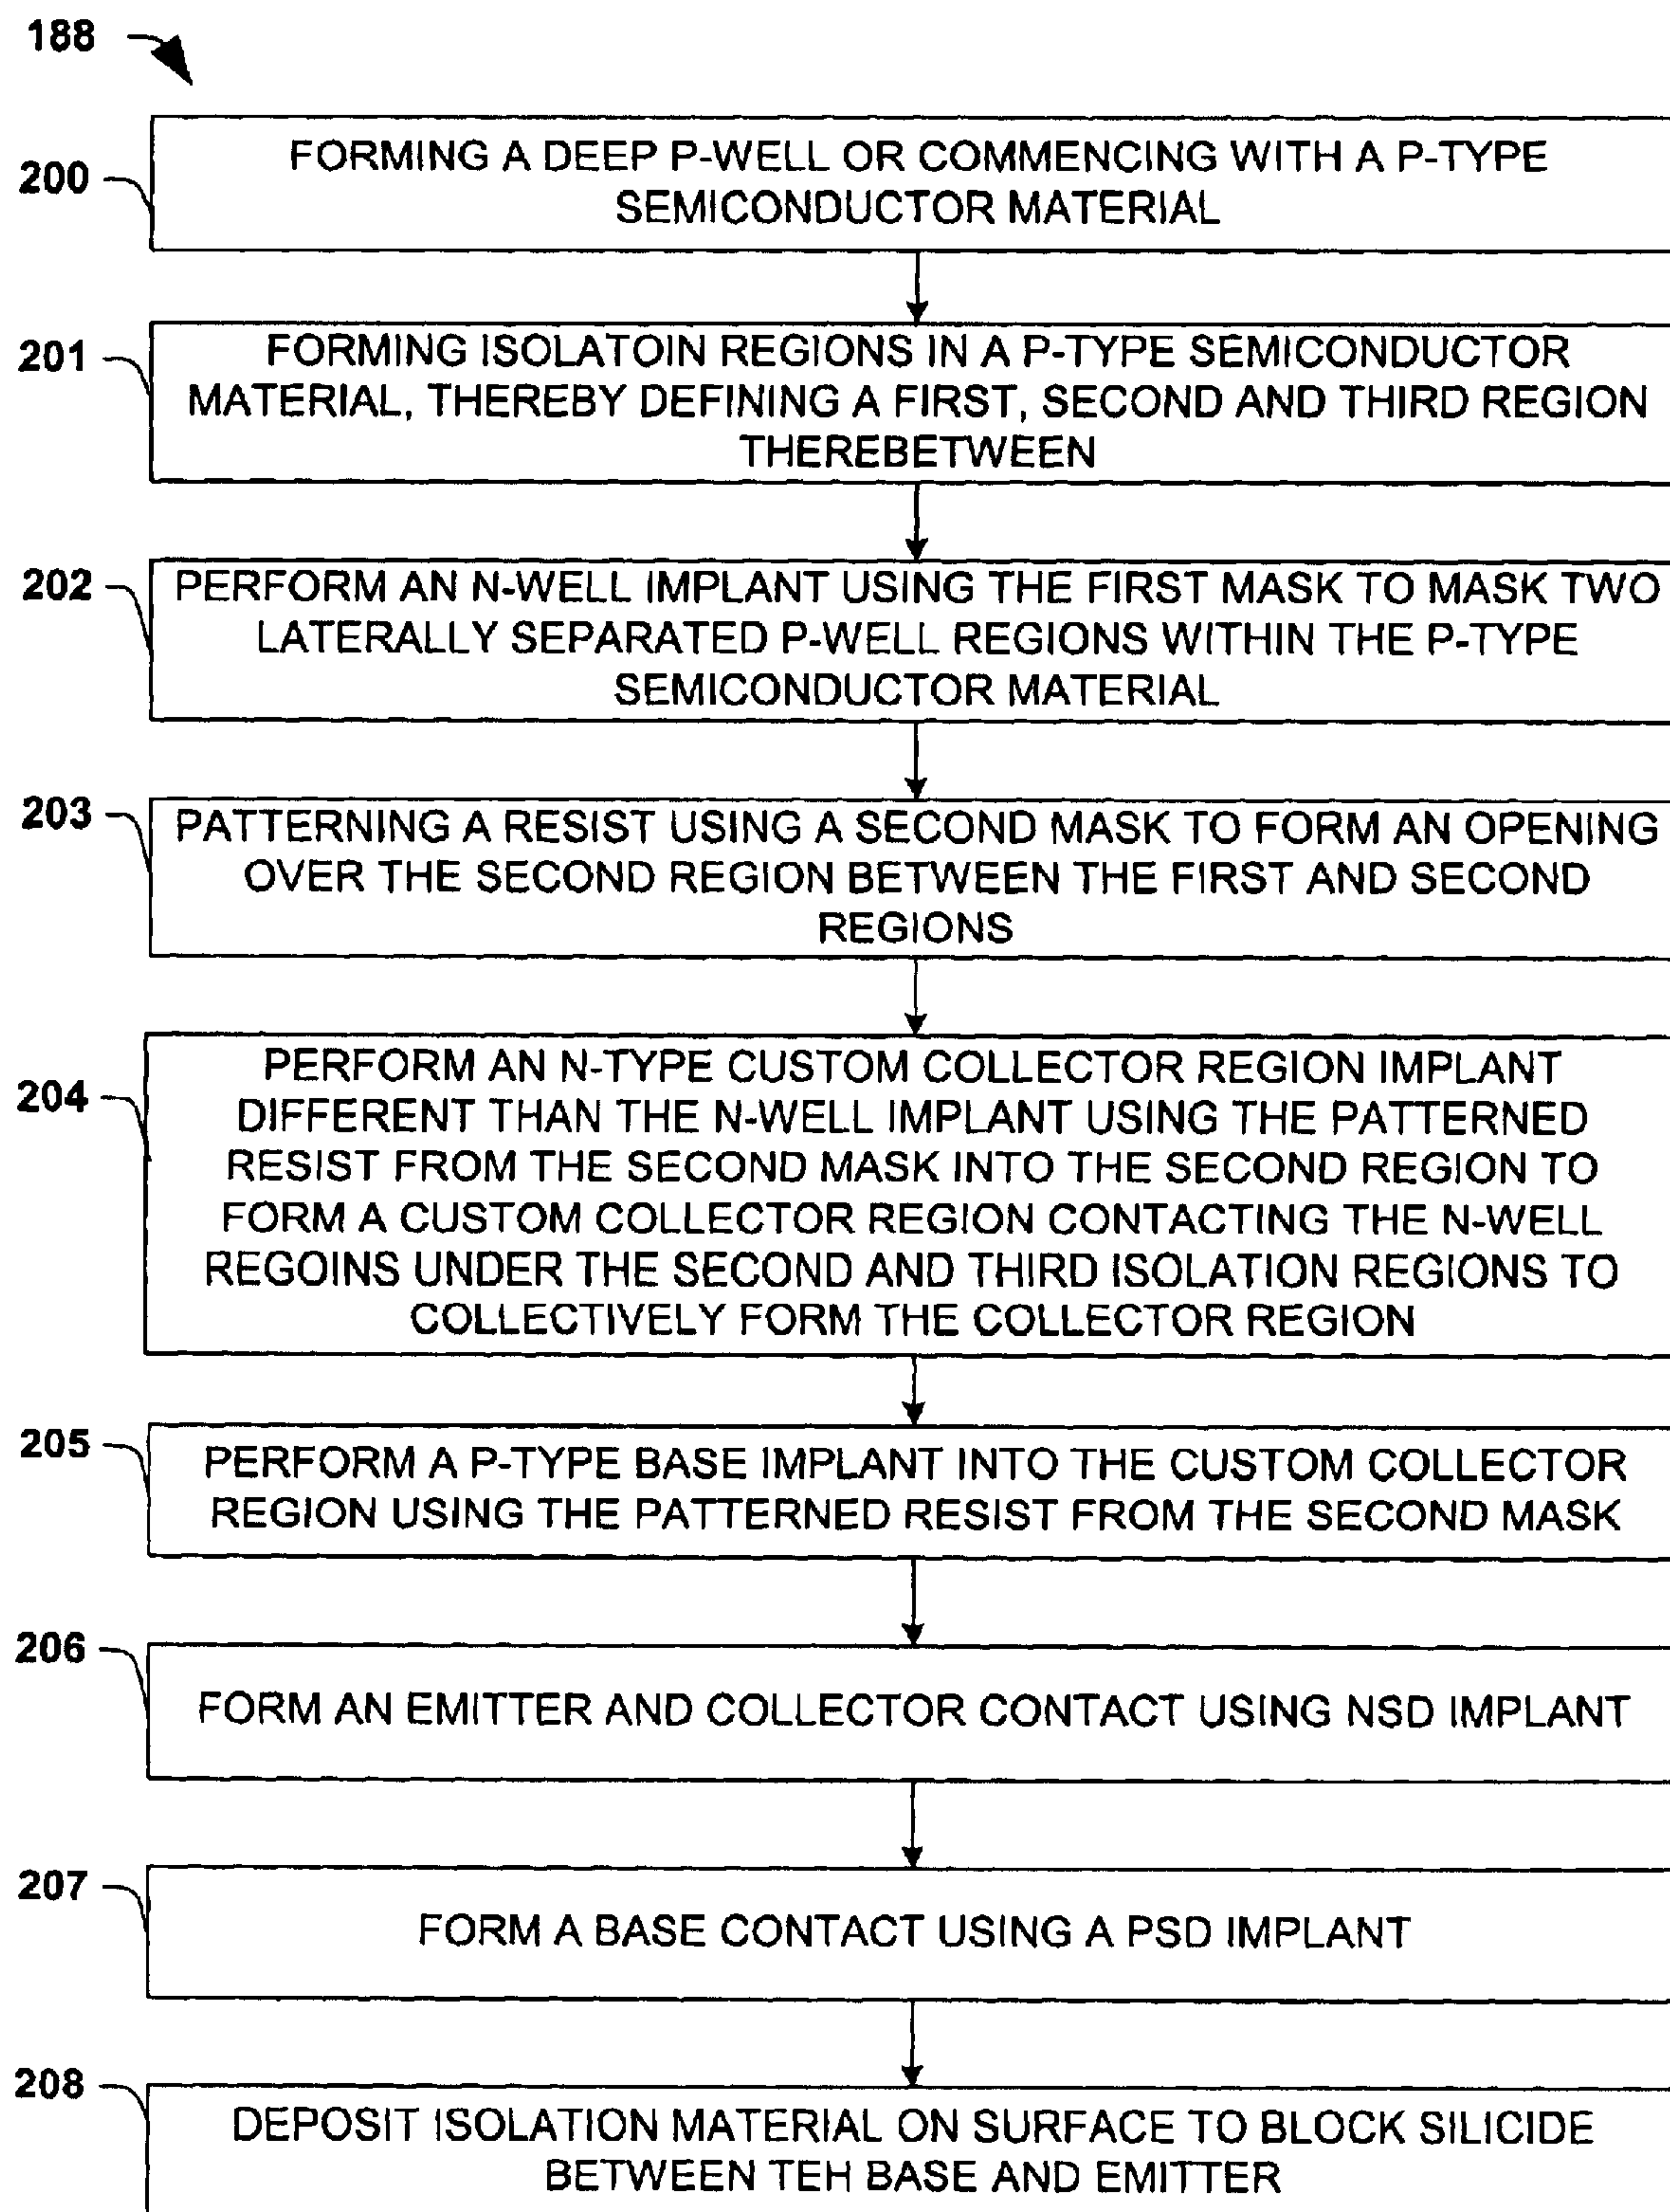 188
200
FORMING A DEEP P-WELL OR COMMENCING WITH A P-TYPE
SEMICONDUCTOR MATERIAL
201
FORMING ISOLATOIN REGIONS IN A P-TYPE SEMICONDUCTOR
MATERIAL, THEREBY DEFINING A FIRST, SECOND AND THIRD REGION
THEREBETWEEN
202
PERFORM AN N-WELL IMPLANT USING THE FIRST MASK TO MASK TWO
LATERALLY SEPARATED P-WELL REGIONS WITHIN THE P-TYPE
SEMICONDUCTOR MATERIAL
203
PATTERNING A RESIST USING A SECOND MASK TO FORM AN OPENING
OVER THE SECOND REGION BETWEEN THE FIRST AND SECOND
REGIONS
204
PERFORM AN N-TYPE CUSTOM COLLECTOR REGION IMPLANT
DIFFERENT THAN THE N-WELL IMPLANT USING THE PATTERNED
RESIST FROM THE SECOND MASK INTO THE SECOND REGION TO
FORM A CUSTOM COLLECTOR REGION CONTACTING THE N-WELL
REGOINS UNDER THE SECOND AND THIRD ISOLATION REGIONS TO
COLLECTIVELY FORM THE COLLECTOR REGION
205
PERFORM A P-TYPE BASE IMPLANT INTO THE CUSTOM COLLECTOR
REGION USING THE PATTERNED RESIST FROM THE SECOND MASK
206
FORM AN EMITTER AND COLLECTOR CONTACT USING NSD IMPLANT
207
FORM A BASE CONTACT USING A PSD IMPLANT
208
DEPOSIT ISOLATION MATERIAL ON SURFACE TO BLOCK SILICIDE
BETWEEN TEH BASE AND EMITTER